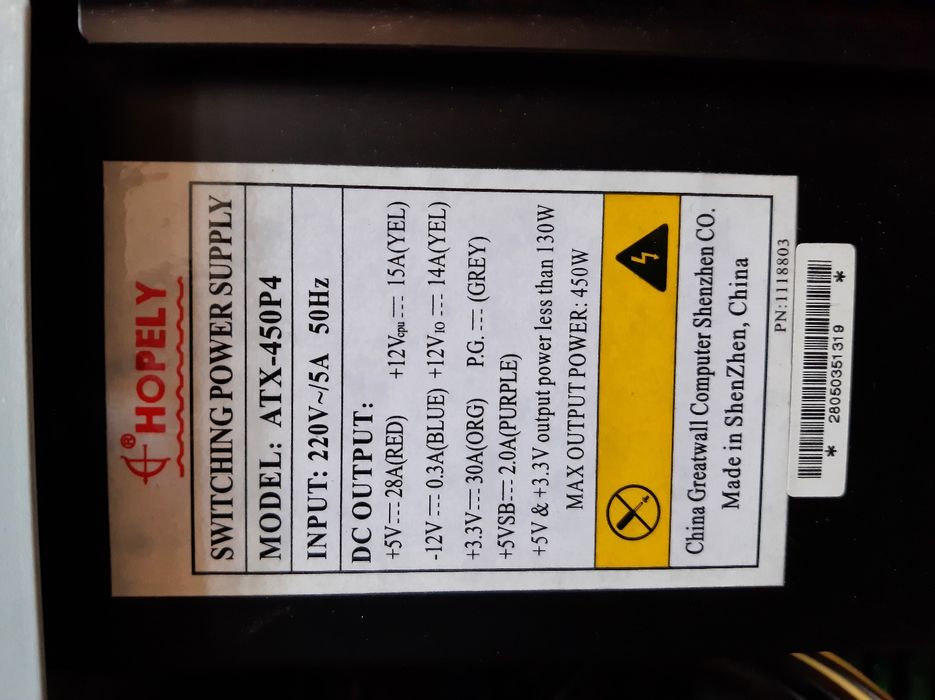 HOPELY®
SWITCHING POWER SUPPLY
MODEL: ATX-450P4
INPUT: 220V~/5A 50Hz
DC OUTPUT:
+5V⎓28A(RED) +12Vcpu⎓15A(YEL)
-12V⎓0.3A(BLUE) +12V10⎓14A(YEL)
+3.3V⎓30A(ORG) P.G.⎓(GREY)
+5VSB⎓2.0A(PURPLE)
+5V & +3.3V output power less than 130W
MAX OUTPUT POWER: 450W
China Greatwall Computer Shenzhen CO.
Made in ShenZhen, China
PN:1118803
* 28050351319 *